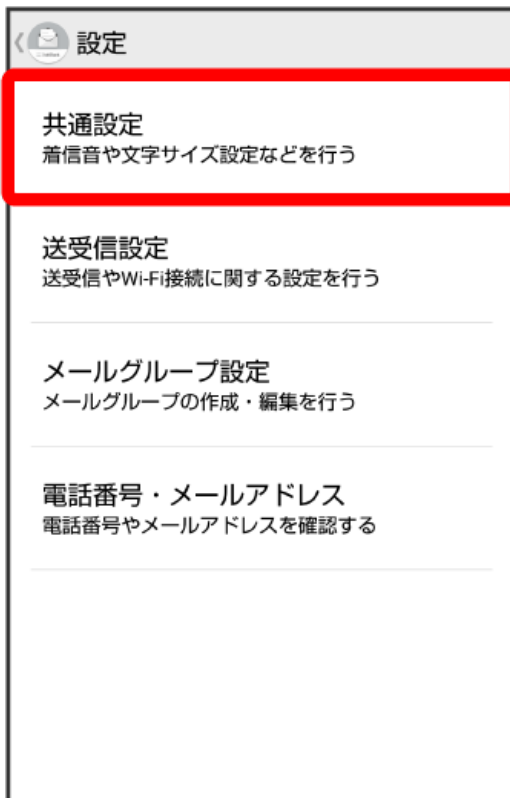 設定
共通設定
着信音や文字サイズ設定などを行う
送受信設定
送受信やWi-Fi接続に関する設定を行う
メールグループ設定
メールグループの作成・編集を行う
電話番号・メールアドレス
電話番号やメールアドレスを確認する